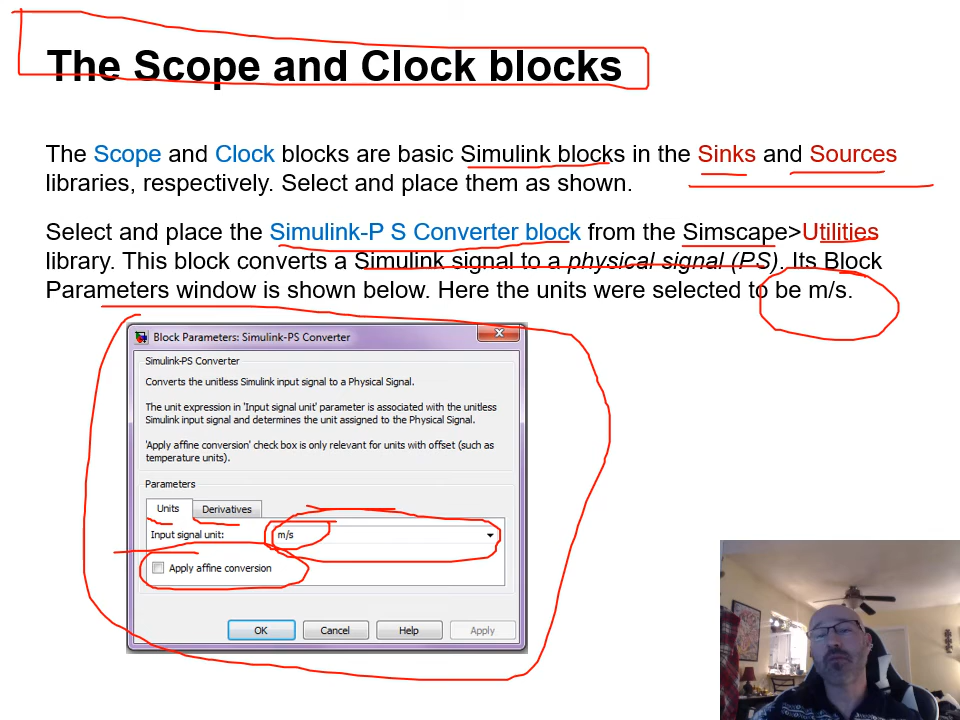 The Scope and Clock blocks
The Scope and Clock blocks are basic Simulink blocks in the Sinks and Sources
libraries, respectively. Select and place them as shown.
Select and place the Simulink-P S Converter block from the Simscape>Utilities
library. This block converts a Simulink signal to a physical signal (PS). Its Block
Parameters window is shown below. Here the units were selected to be m/s.
Block Parameters: Simulink-PS Converter
Simulink-PS Converter
Converts the unitless Simulink input signal to a Physical Signal.
The unit expression in 'Input signal unit' parameter is associated with the unitless
Simulink input signal and determines the unit assigned to the Physical Signal.
'Apply affine conversion' check box is only relevant for units with offset (such as
temperature units).
Parameters
Units Derivatives
Input signal unit: m/s
Apply affine conversion
OK Cancel Help Apply